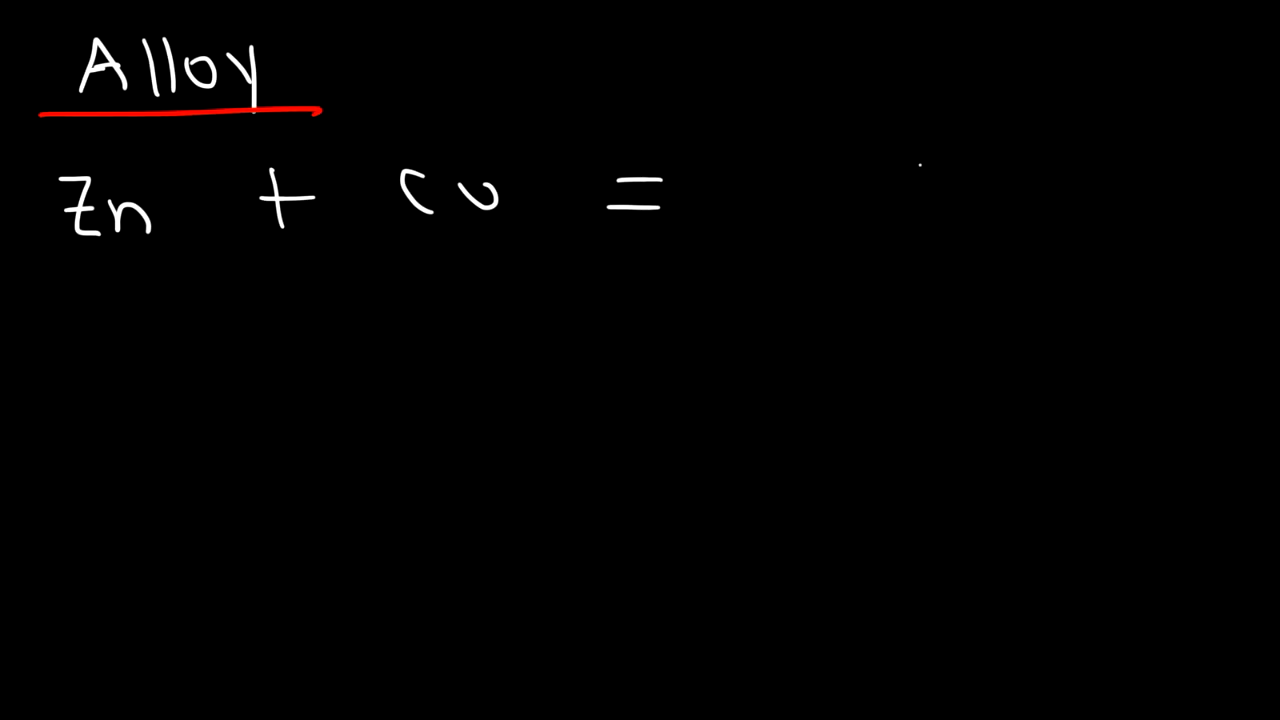 Alloy
Zn + Cu =